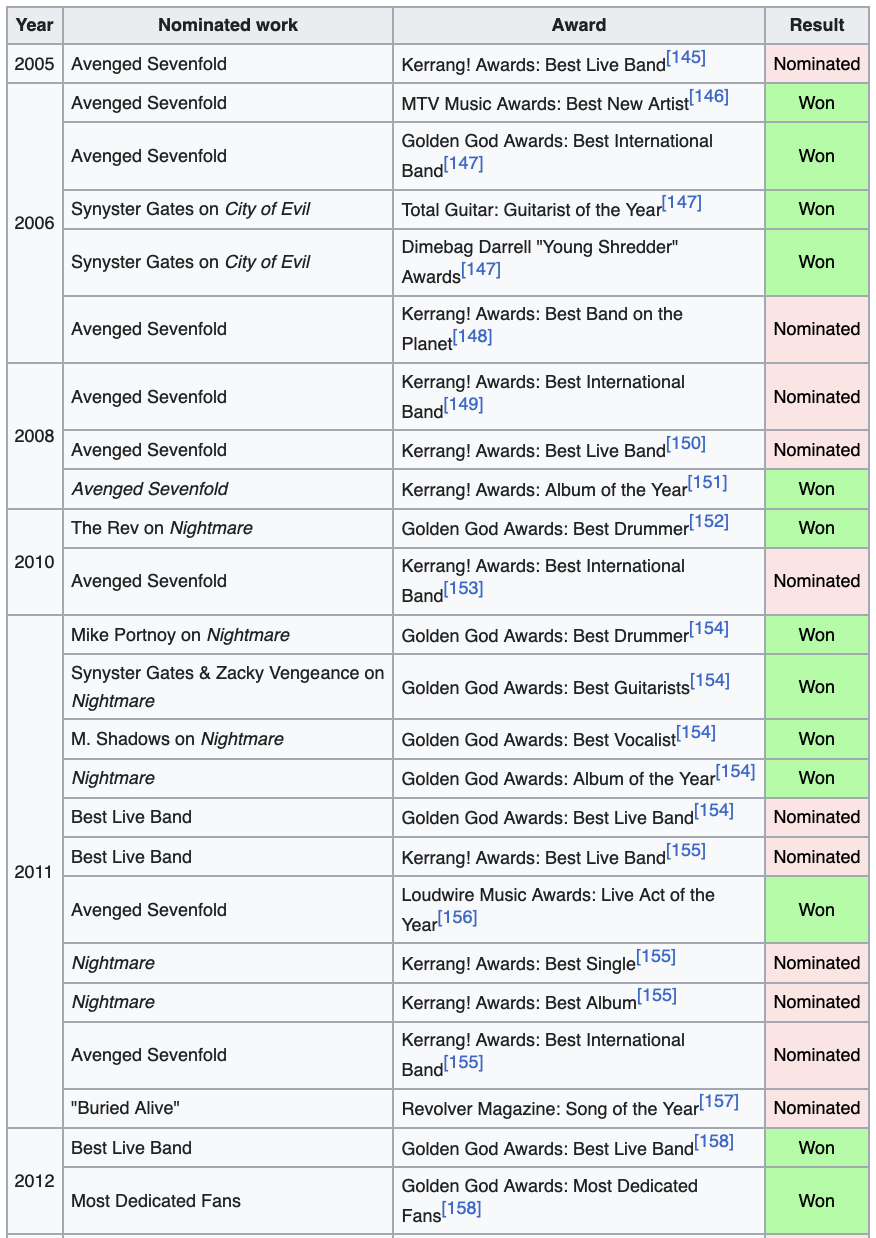 Year Nominated work Award Result
2005 Avenged Sevenfold Kerrang! Awards: Best Live Band[145] Nominated
2006 Avenged Sevenfold MTV Music Awards: Best New Artist[146] Won
Avenged Sevenfold Golden God Awards: Best International
Band[147] Won
Synyster Gates on City of Evil Total Guitar: Guitarist of the Year[147] Won
Synyster Gates on City of Evil Dimebag Darrell "Young Shredder"
Awards[147] Won
Avenged Sevenfold Kerrang! Awards: Best Band on the
Planet[148] Nominated
2008 Avenged Sevenfold Kerrang! Awards: Best International
Band[149] Nominated
Avenged Sevenfold Kerrang! Awards: Best Live Band[150] Nominated
Avenged Sevenfold Kerrang! Awards: Album of the Year[151] Won
2010 The Rev on Nightmare Golden God Awards: Best Drummer[152] Won
Avenged Sevenfold Kerrang! Awards: Best International
Band[153] Nominated
2011 Mike Portnoy on Nightmare Golden God Awards: Best Drummer[154] Won
Synyster Gates & Zacky Vengeance on
Nightmare Golden God Awards: Best Guitarists[154] Won
M. Shadows on Nightmare Golden God Awards: Best Vocalist[154] Won
Nightmare Golden God Awards: Album of the Year[154] Won
Best Live Band Golden God Awards: Best Live Band[154] Nominated
Best Live Band Kerrang! Awards: Best Live Band[155] Nominated
Avenged Sevenfold Loudwire Music Awards: Live Act of the
Year[156] Won
Nightmare Kerrang! Awards: Best Single[155] Nominated
Nightmare Kerrang! Awards: Best Album[155] Nominated
Avenged Sevenfold Kerrang! Awards: Best International
Band[155] Nominated
"Buried Alive" Revolver Magazine: Song of the Year[157] Nominated
2012 Best Live Band Golden God Awards: Best Live Band[158] Won
Most Dedicated Fans Golden God Awards: Most Dedicated
Fans[158] Won